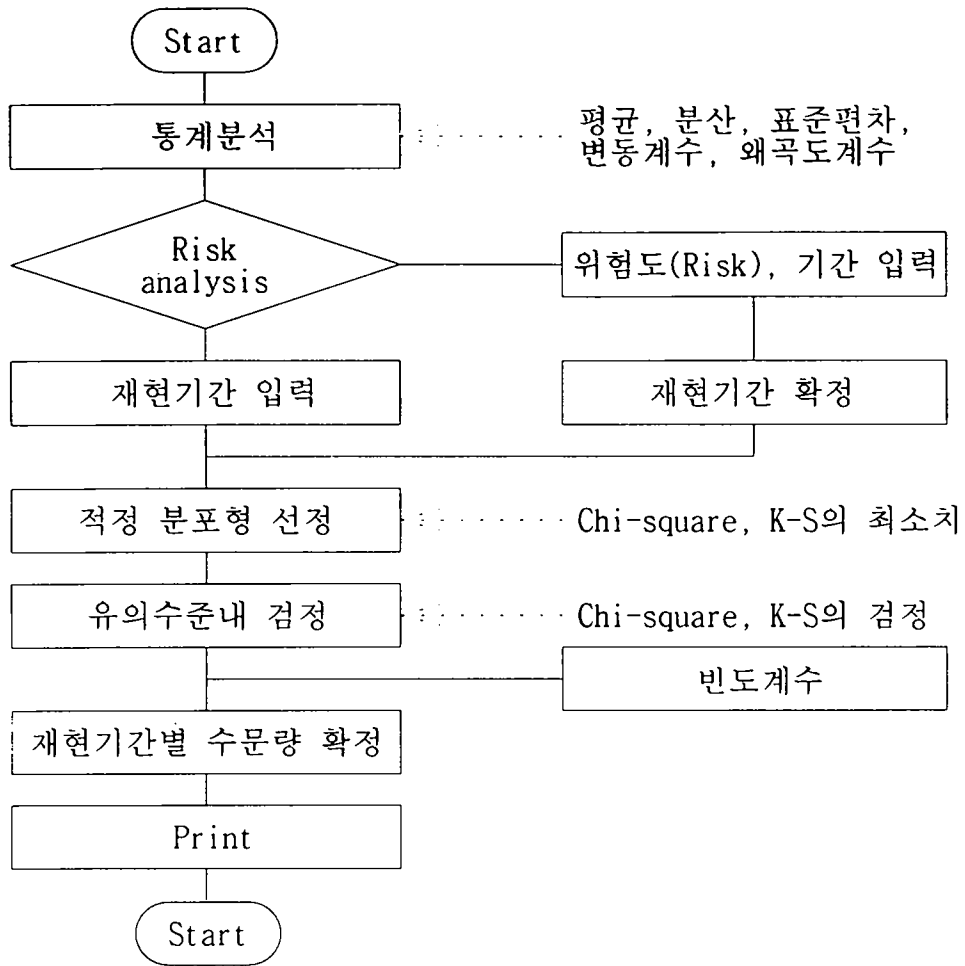 Start
통계분석
평균, 분산, 표준편차,
변동계수, 왜곡도계수
Risk
analysis
위험도(Risk), 기간 입력
재현기간 입력
재현기간 확정
적정 분포형 선정
Chi-square, K-S의 최소치
유의수준내 검정
Chi-square, K-S의 검정
빈도계수
재현기간별 수문량 확정
Print
Start